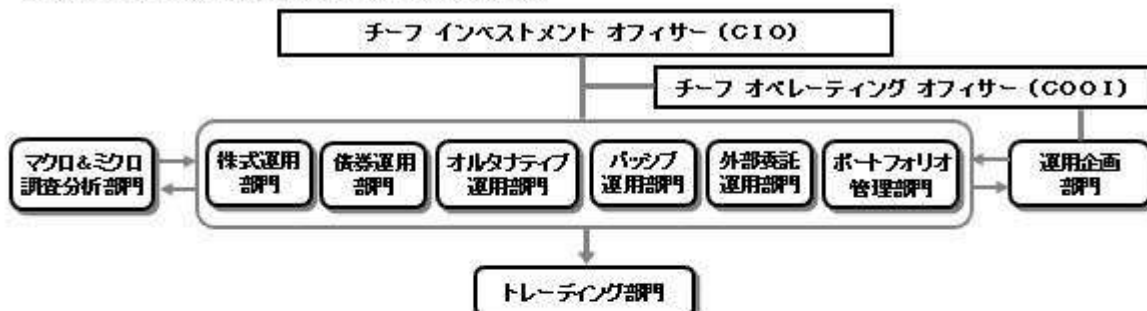 チーフ インベストメント オフィサー (CIO)
チーフ オペレーティング オフィサー (COOI)
マクロ&ミクロ
調査分析部門
株式運用
部門
債券運用
部門
オルタナティブ
運用部門
パッシブ
運用部門
外部委託
運用部門
ポートフォリオ
管理部門
運用企画
部門
トレーディング部門